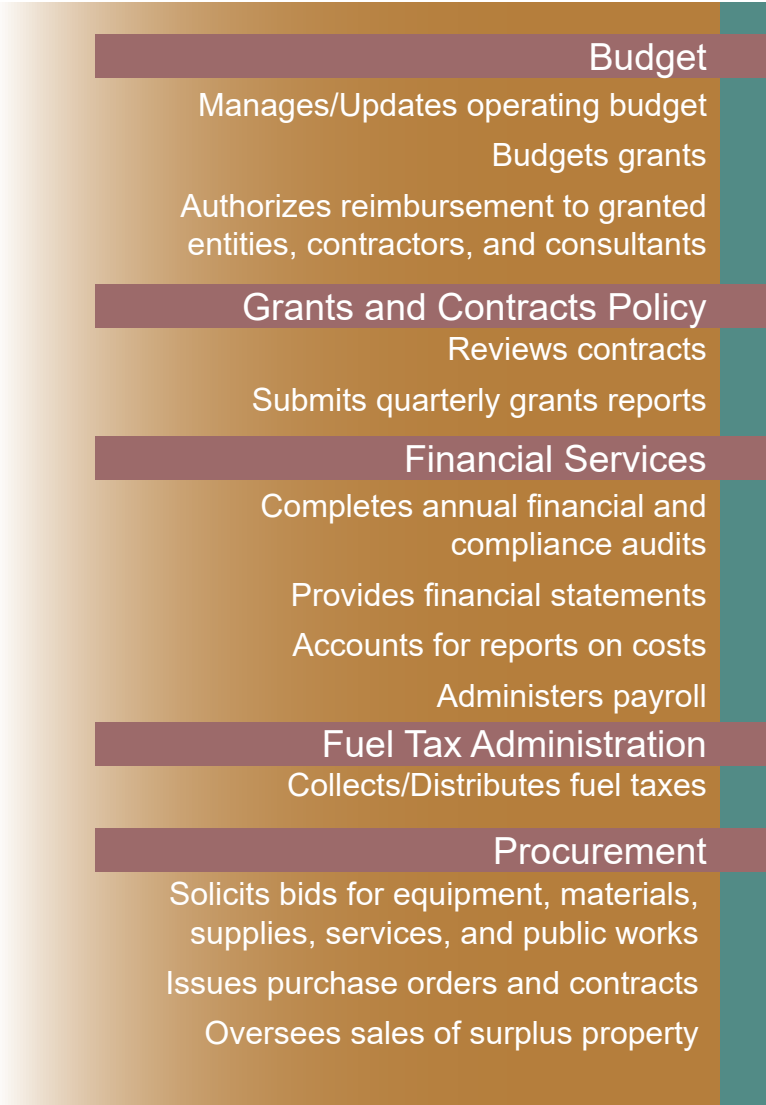 Budget
Manages/Updates operating budget
Budgets grants
Authorizes reimbursement to granted
entities, contractors, and consultants
Grants and Contracts Policy
Reviews contracts
Submits quarterly grants reports
Financial Services
Completes annual financial and
compliance audits
Provides financial statements
Accounts for reports on costs
Administers payroll
Fuel Tax Administration
Collects/Distributes fuel taxes
Procurement
Solicits bids for equipment, materials,
supplies, services, and public works
Issues purchase orders and contracts
Oversees sales of surplus property